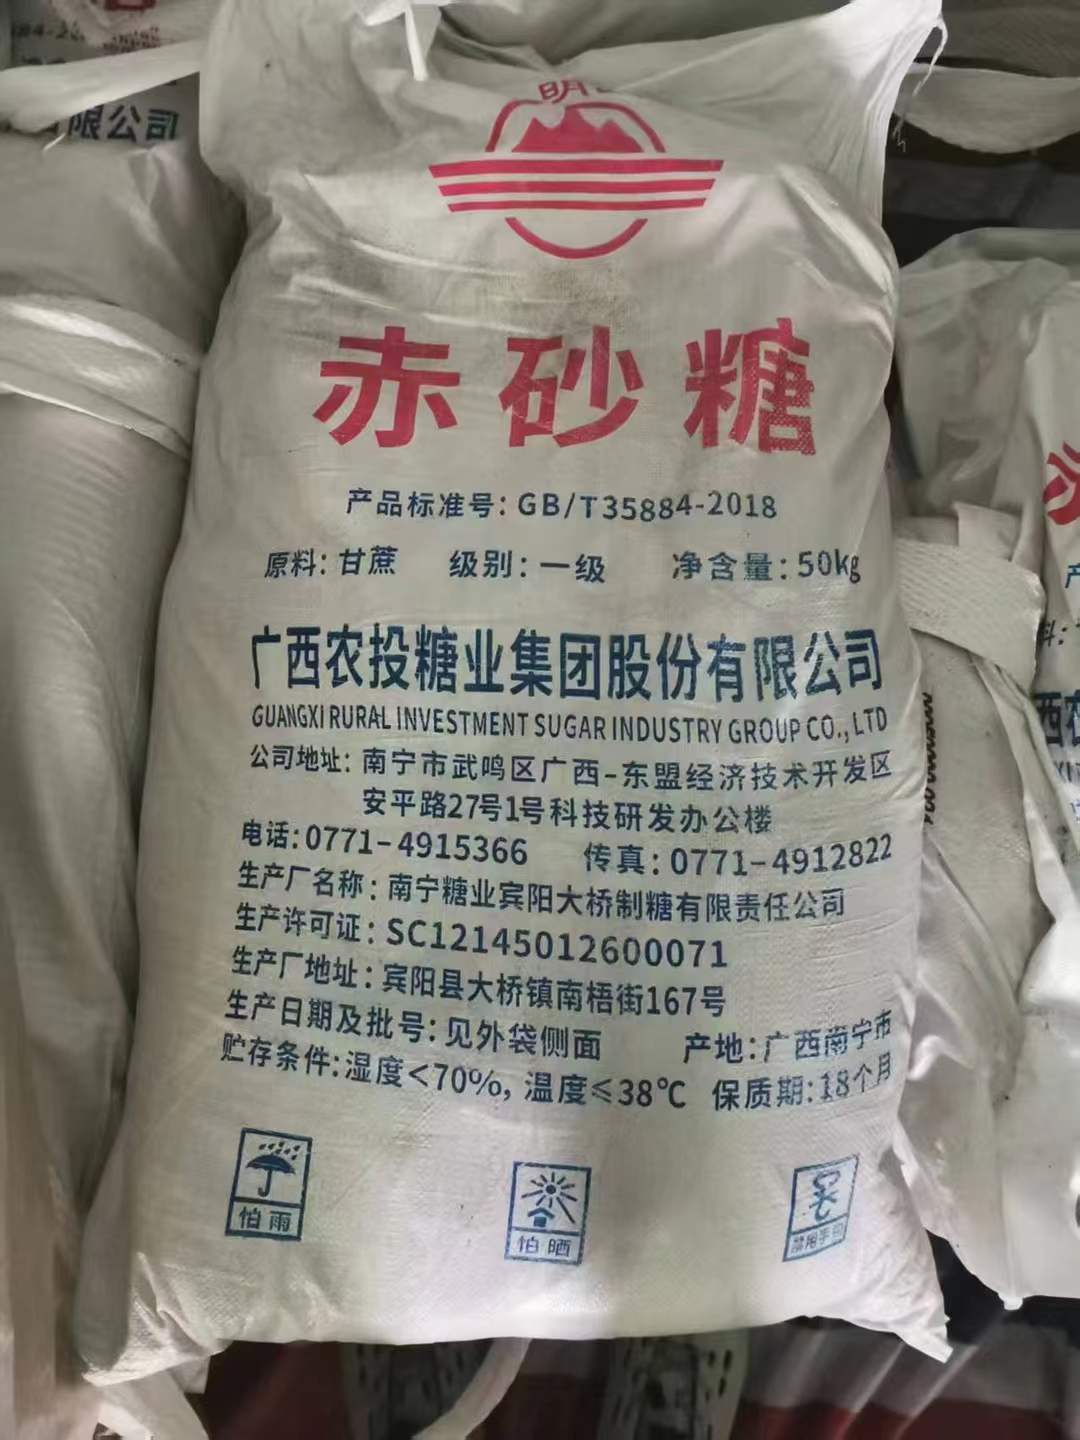 明
赤砂糖
产品标准号：GB/T35884-2018
原料：甘蔗 级别：一级 净含量：50kg
广西农投糖业集团股份有限公司
GUANGXI RURAL INVESTMENT SUGAR INDUSTRY GROUP CO., LTD
公司地址：南宁市武鸣区广西-东盟经济技术开发区
安平路27号1号科技研发办公楼
电话：0771-4915366 传真：0771-4912822
生产厂名称：南宁糖业宾阳大桥制糖有限责任公司
生产许可证：SC12145012600071
生产厂地址：宾阳县大桥镇南梧街167号
生产日期及批号：见外袋侧面 产地：广西南宁市
贮存条件：湿度<70%，温度≤38℃ 保质期：18个月
怕雨
怕晒
禁用手钩
限公司